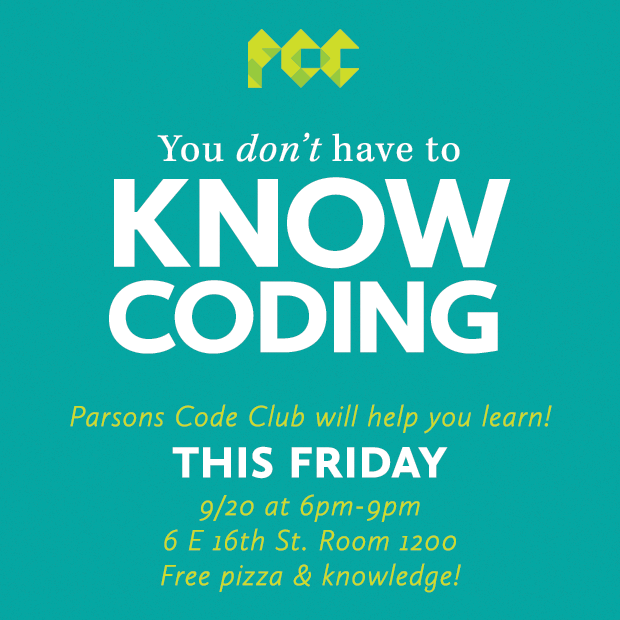 PCC
You don't have to
KNOW
CODING
Parsons Code Club will help you learn!
THIS FRIDAY
9/20 at 6pm-9pm
6 E 16th St. Room 1200
Free pizza & knowledge!